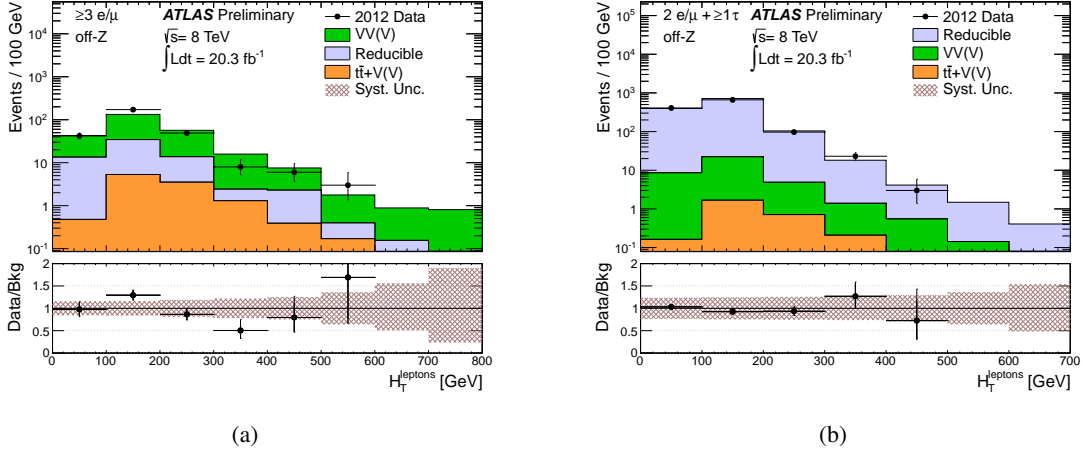 ≥3 e/μ ATLAS Preliminary
off-Z √s= 8 TeV
∫Ldt = 20.3 fb⁻¹
2012 Data
VV(V)
Reducible
tt̄+V(V)
Syst. Unc.
Events / 100 GeV
10⁴
10³
10²
10
1
10⁻¹
Data/Bkg
2
1.5
1
0.5
0
0 100 200 300 400 500 600 700 800
H_T^leptons [GeV]
(a)
2 e/μ + ≥1τ ATLAS Preliminary
off-Z √s= 8 TeV
∫Ldt = 20.3 fb⁻¹
2012 Data
Reducible
VV(V)
tt̄+V(V)
Syst. Unc.
Events / 100 GeV
10⁵
10⁴
10³
10²
10
1
10⁻¹
Data/Bkg
2
1.5
1
0.5
0
0 100 200 300 400 500 600 700
H_T^leptons [GeV]
(b)